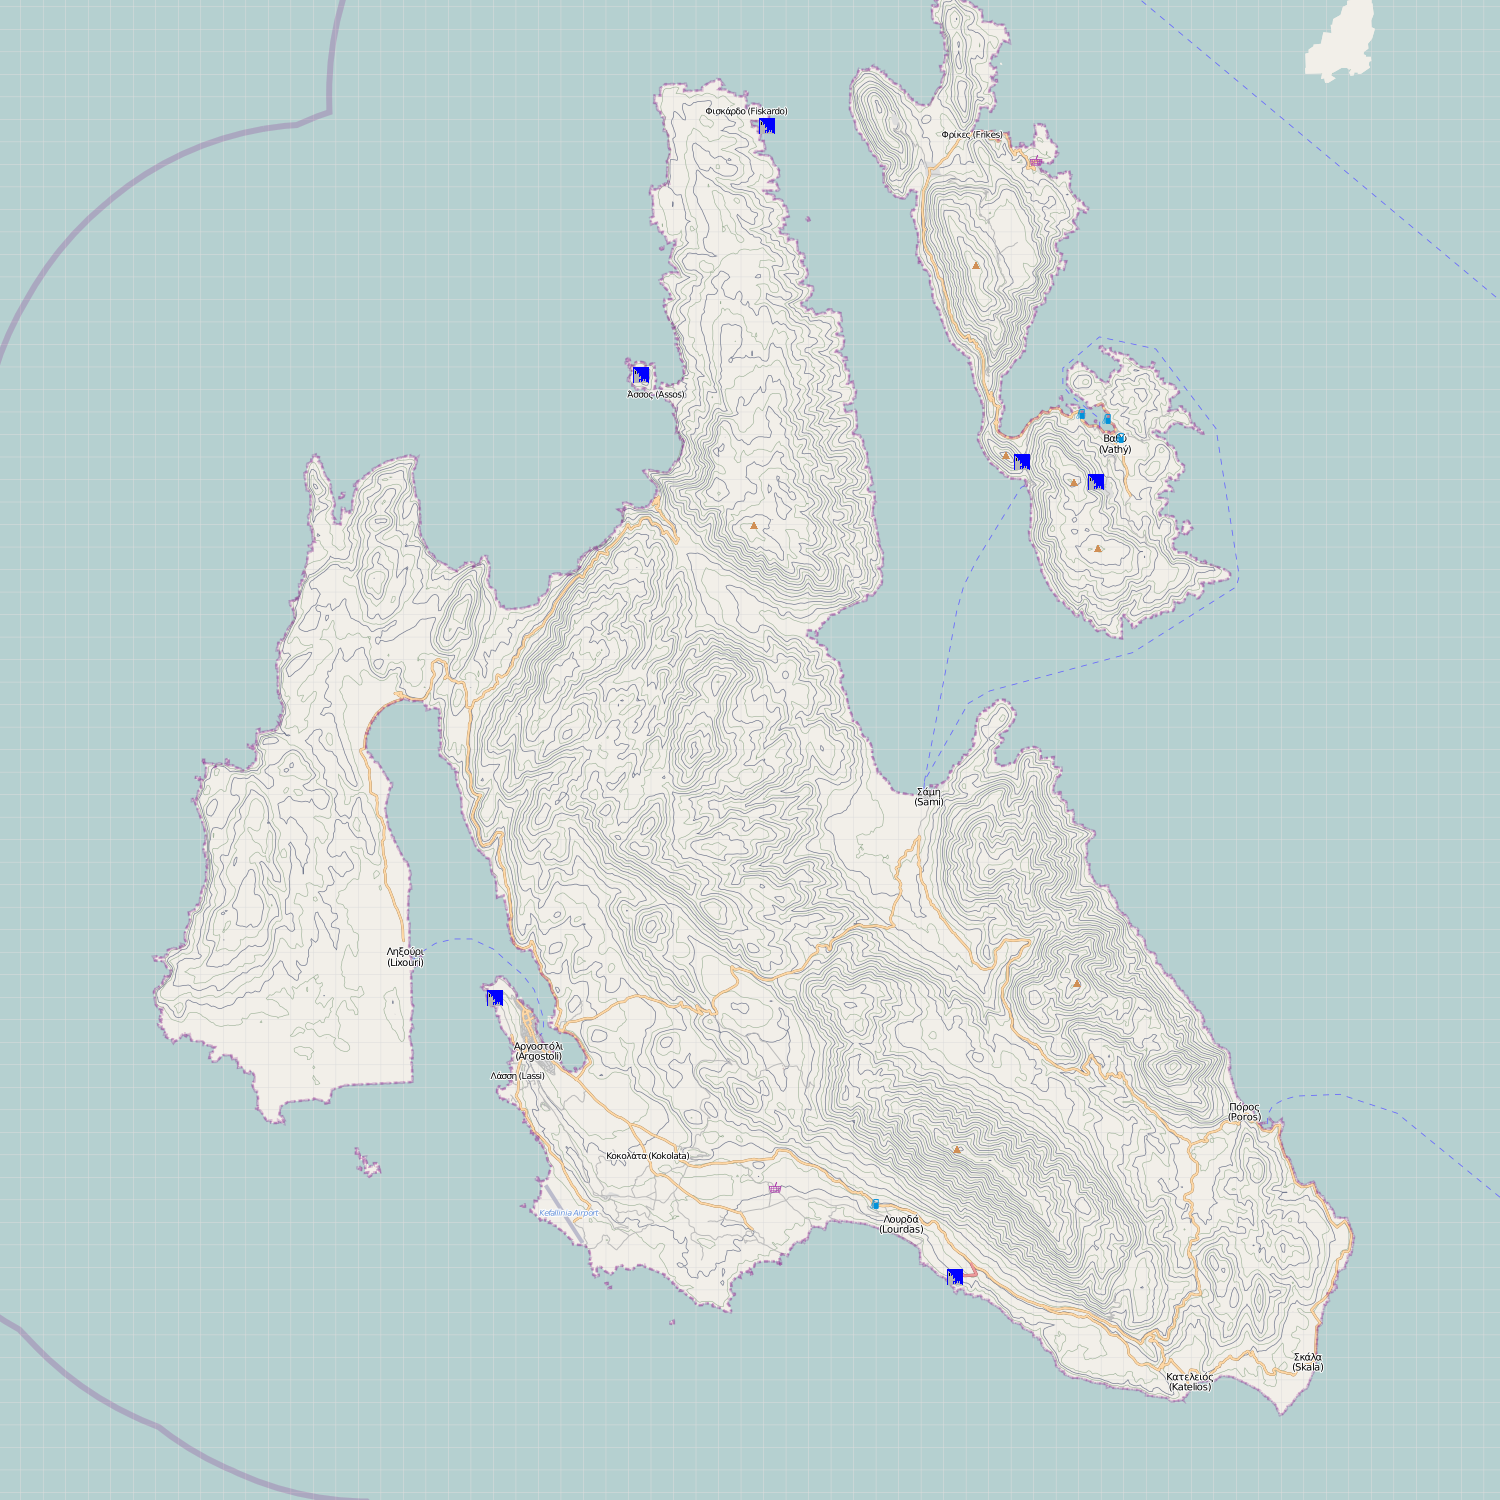 Φισκάρδο (Fiskardo)
Φρίκες (Frikes)
Άσσος (Assos)
Βαθύ
(Vathy)
Σάμη
(Sami)
Ληξούρι
(Lixouri)
Αργοστόλι
(Argostoli)
Λάσση (Lassi)
Πόρος
(Poros)
Κοκολάτα (Kokolata)
Kefallinia Airport
Λουρδά
(Lourdas)
Σκάλα
(Skala)
Κατελειός
(Katelios)